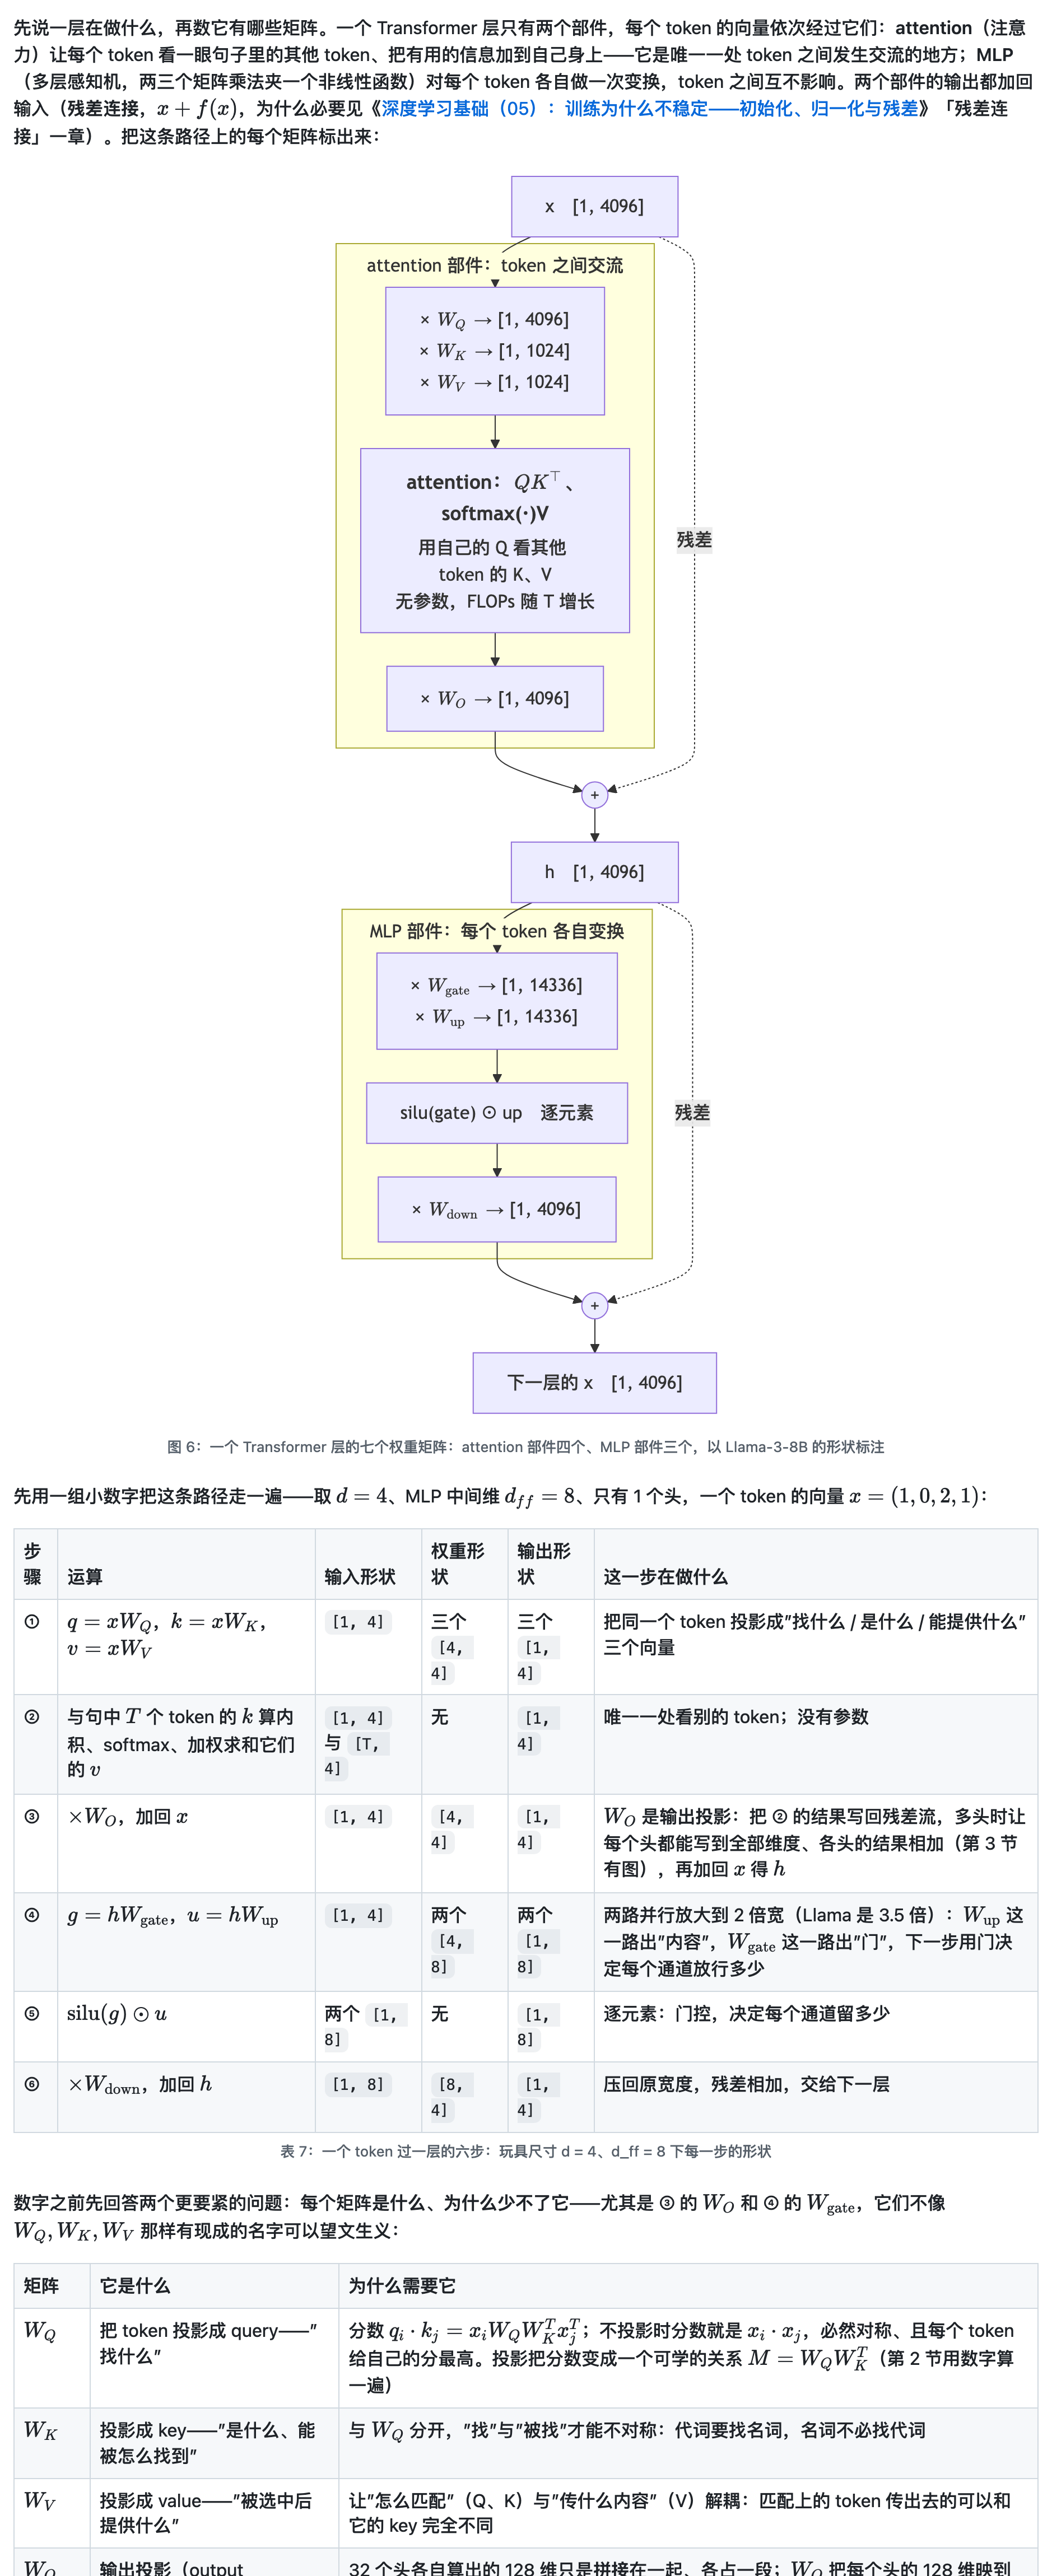 先说一层在做什么，再数它有哪些矩阵。一个 Transformer 层只有两个部件，每个 token 的向量依次经过它们：attention（注意
力）让每个 token 看一眼句子里的其他 token、把有用的信息加到自己身上——它是唯一一处 token 之间发生交流的地方；MLP
（多层感知机，两三个矩阵乘法夹一个非线性函数）对每个 token 各自做一次变换，token 之间互不影响。两个部件的输出都加回
输入（残差连接，x + f(x)，为什么必要见《深度学习基础（05）：训练为什么不稳定——初始化、归一化与残差》「残差连
接」一章）。把这条路径上的每个矩阵标出来：
x [1, 4096]
attention 部件：token 之间交流
× W_Q → [1, 4096]
× W_K → [1, 1024]
× W_V → [1, 1024]
attention：QK^⊤、
softmax(·)V
用自己的 Q 看其他
token 的 K、V
无参数，FLOPs 随 T 增长
残差
× W_O → [1, 4096]
+
h [1, 4096]
MLP 部件：每个 token 各自变换
× W_gate → [1, 14336]
× W_up → [1, 14336]
silu(gate) ⊙ up 逐元素
残差
× W_down → [1, 4096]
+
下一层的 x [1, 4096]
图 6：一个 Transformer 层的七个权重矩阵：attention 部件四个、MLP 部件三个，以 Llama-3-8B 的形状标注
先用一组小数字把这条路径走一遍——取 d = 4、MLP 中间维 d_ff = 8、只有 1 个头，一个 token 的向量 x = (1, 0, 2, 1)：
步骤 运算 输入形状 权重形状 输出形状 这一步在做什么
① q = xW_Q，k = xW_K，v = xW_V [1, 4] 三个 [4, 4] 三个 [1, 4] 把同一个 token 投影成"找什么 / 是什么 / 能提供什么"三个向量
② 与句中 T 个 token 的 k 算内积、softmax、加权求和它们的 v [1, 4] 与 [T, 4] 无 [1, 4] 唯一一处看别的 token；没有参数
③ ×W_O，加回 x [1, 4] [4, 4] [1, 4] W_O 是输出投影：把 ② 的结果写回残差流，多头时让每个头都能写到全部维度、各头的结果相加（第 3 节有图），再加回 x 得 h
④ g = hW_gate，u = hW_up [1, 4] 两个 [4, 8] 两个 [1, 8] 两路并行放大到 2 倍宽（Llama 是 3.5 倍）：W_up 这一路出"内容"，W_gate 这一路出"门"，下一步用门决定每个通道放行多少
⑤ silu(g) ⊙ u 两个 [1, 8] 无 [1, 8] 逐元素：门控，决定每个通道留多少
⑥ ×W_down，加回 h [1, 8] [8, 4] [1, 4] 压回原宽度，残差相加，交给下一层
表 7：一个 token 过一层的六步：玩具尺寸 d = 4、d_ff = 8 下每一步的形状
数字之前先回答两个更要紧的问题：每个矩阵是什么、为什么少不了它——尤其是 ③ 的 W_O 和 ④ 的 W_gate，它们不像
W_Q, W_K, W_V 那样有现成的名字可以望文生义：
矩阵 它是什么 为什么需要它
W_Q 把 token 投影成 query——"找什么" 分数 q_i · k_j = x_i W_Q W_K^T x_j^T；不投影时分数就是 x_i · x_j，必然对称、且每个 token 给自己的分最高。投影把分数变成一个可学的关系 M = W_Q W_K^T（第 2 节用数字算一遍）
W_K 投影成 key——"是什么、能被怎么找到" 与 W_Q 分开，"找"与"被找"才能不对称：代词要找名词，名词不必找代词
W_V 投影成 value——"被选中后提供什么" 让"怎么匹配"（Q、K）与"传什么内容"（V）解耦：匹配上的 token 传出去的可以和它的 key 完全不同
W_O 输出投影（output 32 个头各自算出的 128 维只是拼接在一起、各占一段；W_O 把每个头的 128 维映到